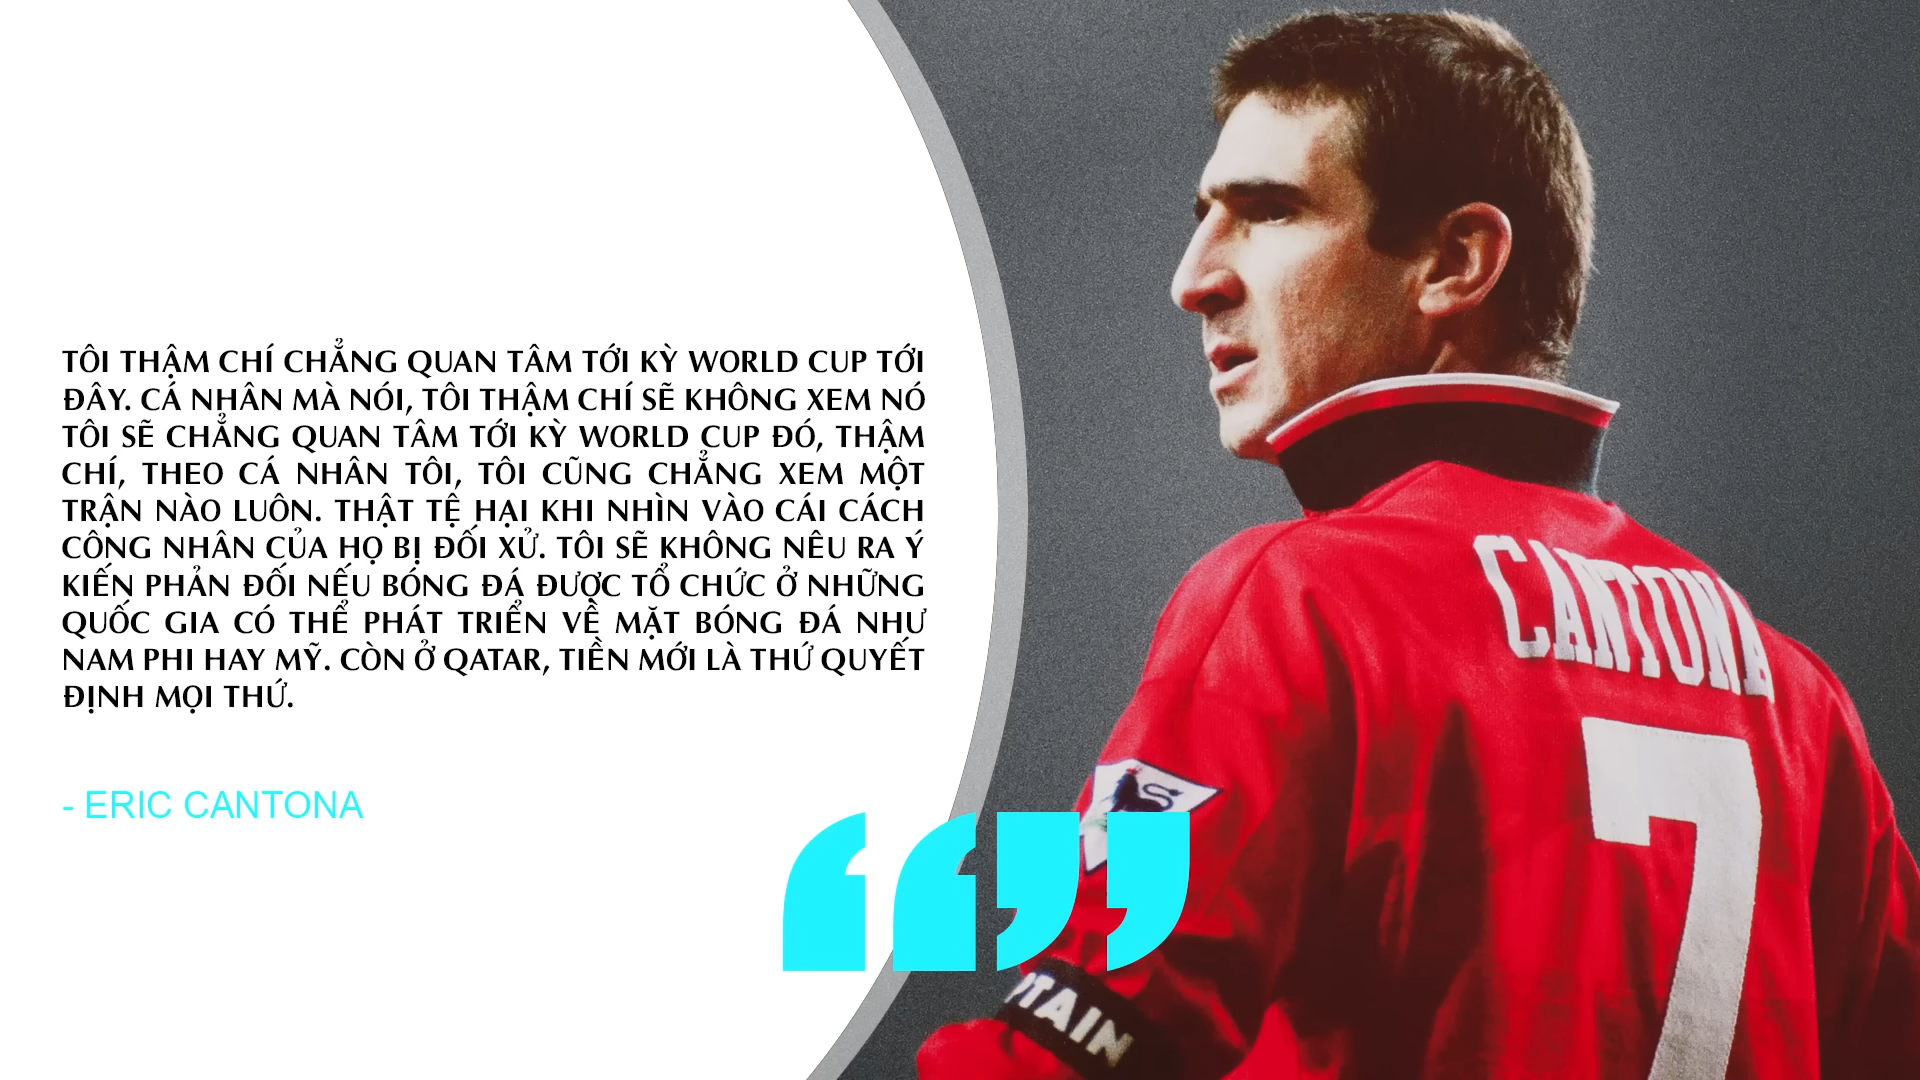 TÔI THẬM CHÍ CHẲNG QUAN TÂM TỚI KỲ WORLD CUP TỚI
ĐÂY. CÁ NHÂN MÀ NÓI, TÔI THẬM CHÍ SẼ KHÔNG XEM NÓ
TÔI SẼ CHẲNG QUAN TÂM TỚI KỲ WORLD CUP ĐÓ, THẬM
CHÍ, THEO CÁ NHÂN TÔI, TÔI CŨNG CHẲNG XEM MỘT
TRẬN NÀO LUÔN. THẬT TỆ HẠI KHI NHÌN VÀO CÁI CÁCH
CÔNG NHÂN CỦA HỌ BỊ ĐỐI XỬ. TÔI SẼ KHÔNG NÊU RA Ý
KIẾN PHẢN ĐỐI NẾU BÓNG ĐÁ ĐƯỢC TỔ CHỨC Ở NHỮNG
QUỐC GIA CÓ THỂ PHÁT TRIỂN VỀ MẶT BÓNG ĐÁ NHƯ
NAM PHI HAY MỸ. CÒN Ở QATAR, TIỀN MỚI LÀ THỨ QUYẾT
ĐỊNH MỌI THỨ.
- ERIC CANTONA
“ ”
CANTONA
7
PTAIN